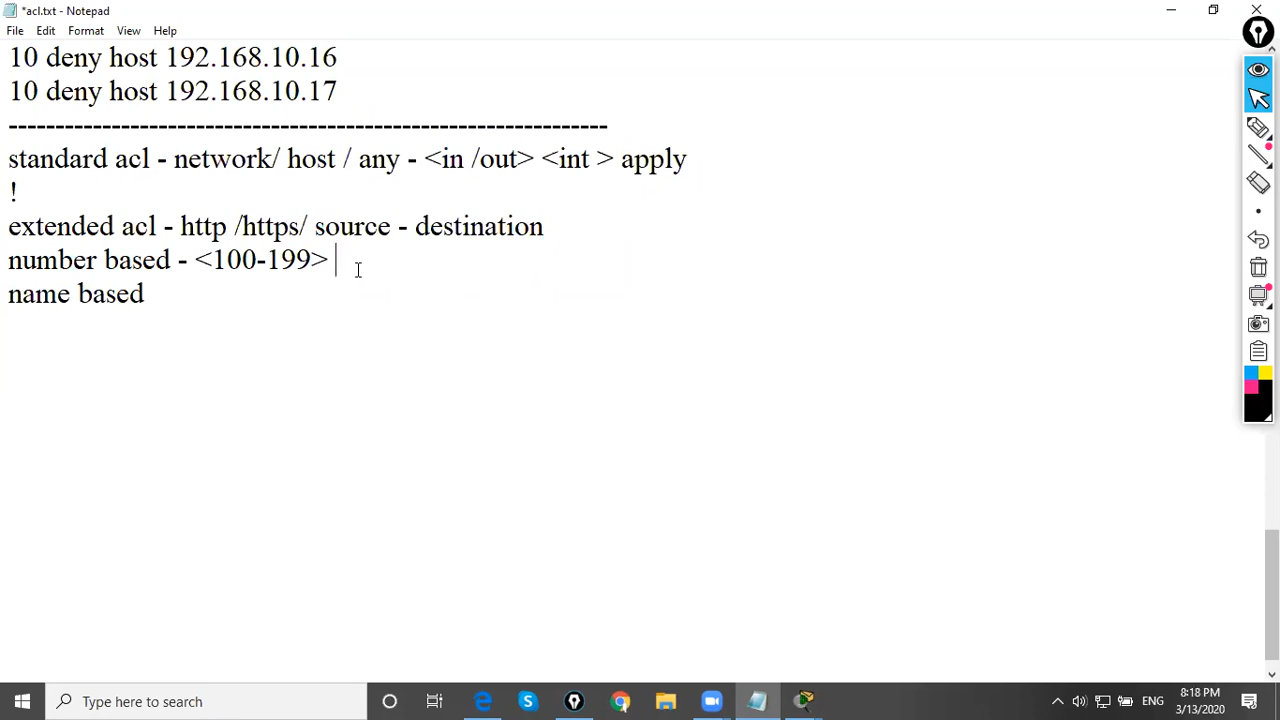 *acl.txt - Notepad
File Edit Format View Help
10 deny host 192.168.10.16
10 deny host 192.168.10.17
----------------------------------------------------------------
standard acl - network/ host / any - <in /out> <int > apply
!
extended acl - http /https/ source - destination
number based - <100-199>
name based
Type here to search
ENG
8:18 PM
3/13/2020